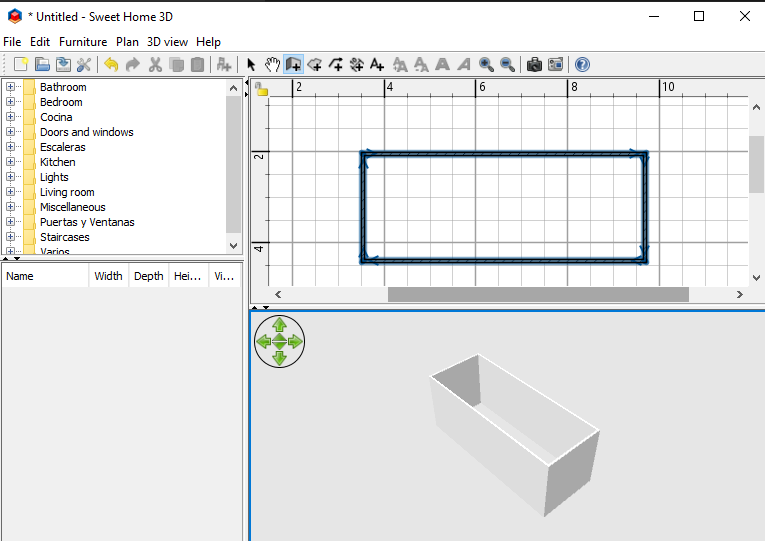 * Untitled - Sweet Home 3D
File Edit Furniture Plan 3D view Help
2 4 6 8 10
Bathroom
Bedroom
Cocina
Doors and windows
Escaleras
Kitchen
Lights
Living room
Miscellaneous
Puertas y Ventanas
Staircases
Varios
2
4
Name Width Depth Hei... Vi...